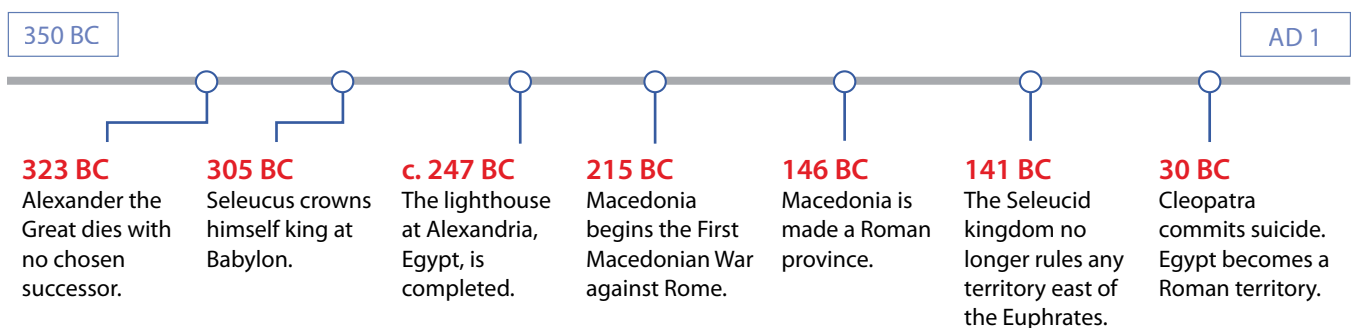 350 BC
AD 1
323 BC
Alexander the
Great dies with
no chosen
successor.
305 BC
Seleucus crowns
himself king at
Babylon.
c. 247 BC
The lighthouse
at Alexandria,
Egypt, is
completed.
215 BC
Macedonia
begins the First
Macedonian War
against Rome.
146 BC
Macedonia is
made a Roman
province.
141 BC
The Seleucid
kingdom no
longer rules any
territory east of
the Euphrates.
30 BC
Cleopatra
commits suicide.
Egypt becomes a
Roman territory.